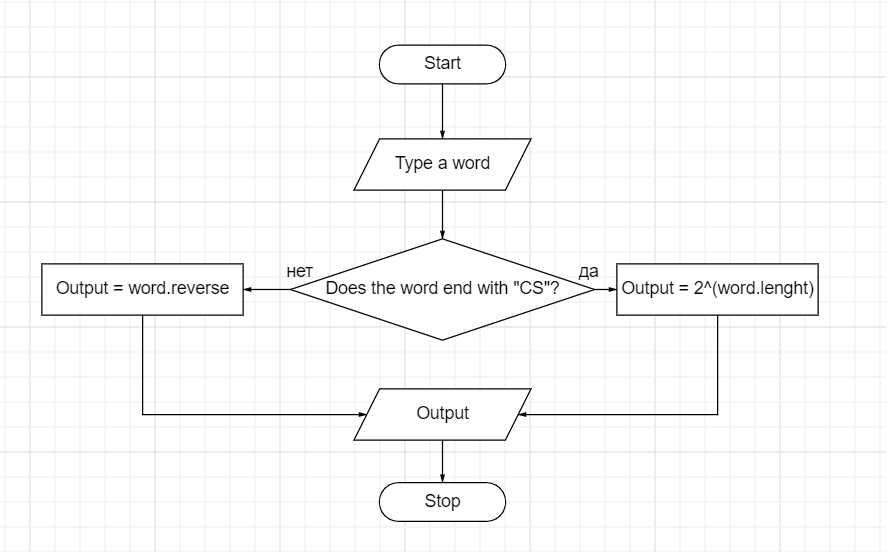 Start
Type a word
нет
да
Output = word.reverse
Does the word end with "CS"?
Output = 2^(word.lenght)
Output
Stop